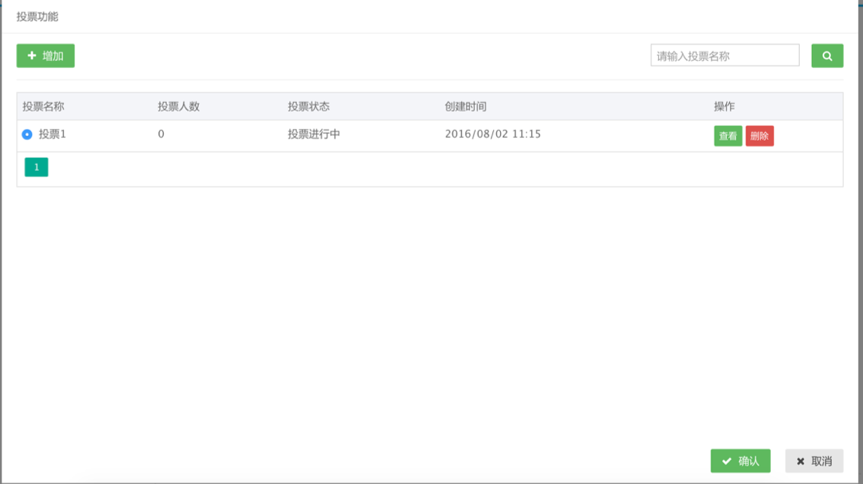 投票功能
增加
请输入投票名称
投票名称 投票人数 投票状态 创建时间 操作
投票1 0 投票进行中 2016/08/02 11:15 查看 删除
1
确认 取消